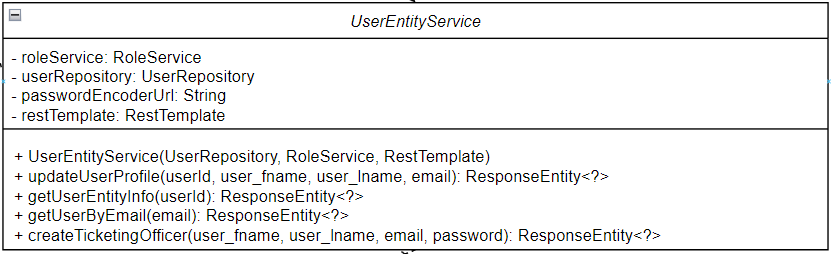 UserEntityService
- roleService: RoleService
- userRepository: UserRepository
- passwordEncoderUrl: String
- restTemplate: RestTemplate
+ UserEntityService(UserRepository, RoleService, RestTemplate)
+ updateUserProfile(userId, user_fname, user_lname, email): ResponseEntity<?>
+ getUserEntityInfo(userId): ResponseEntity<?>
+ getUserByEmail(email): ResponseEntity<?>
+ createTicketingOfficer(user_fname, user_lname, email, password): ResponseEntity<?>